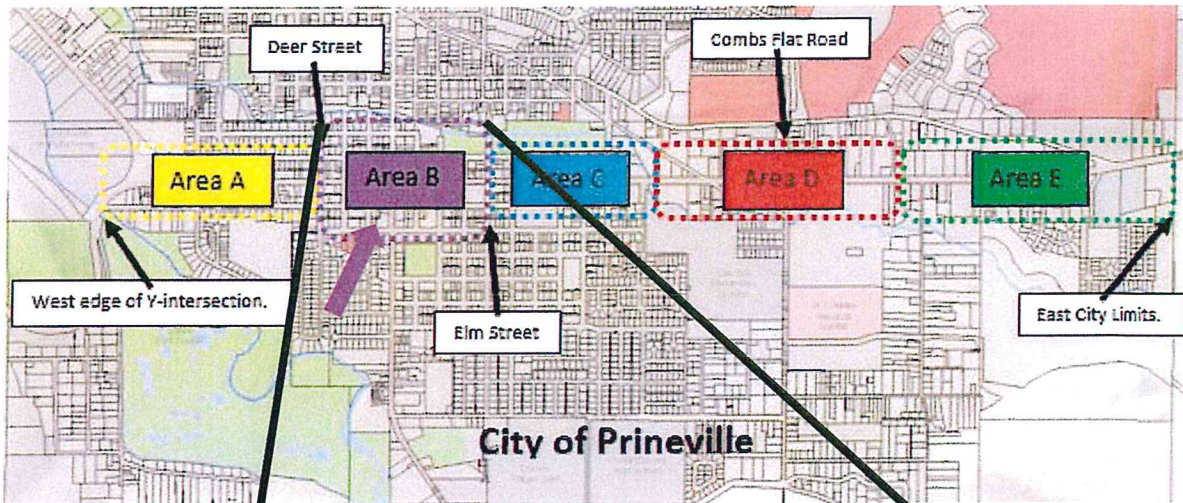 Deer Street
Combs Flat Road
Area A
Area B
Area C
Area D
Area E
West edge of Y-intersection.
Elm Street
East City Limits.
City of Prineville